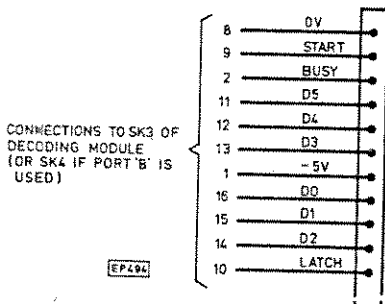 8 0V
9 START
2 BUSY
11 D5
12 D4
13 D3
1 -5V
16 D0
15 D1
14 D2
10 LATCH
CONNECTIONS TO SK3 OF
DECODING MODULE
(OR SK4 IF PORT 'B' IS
USED)
EP494